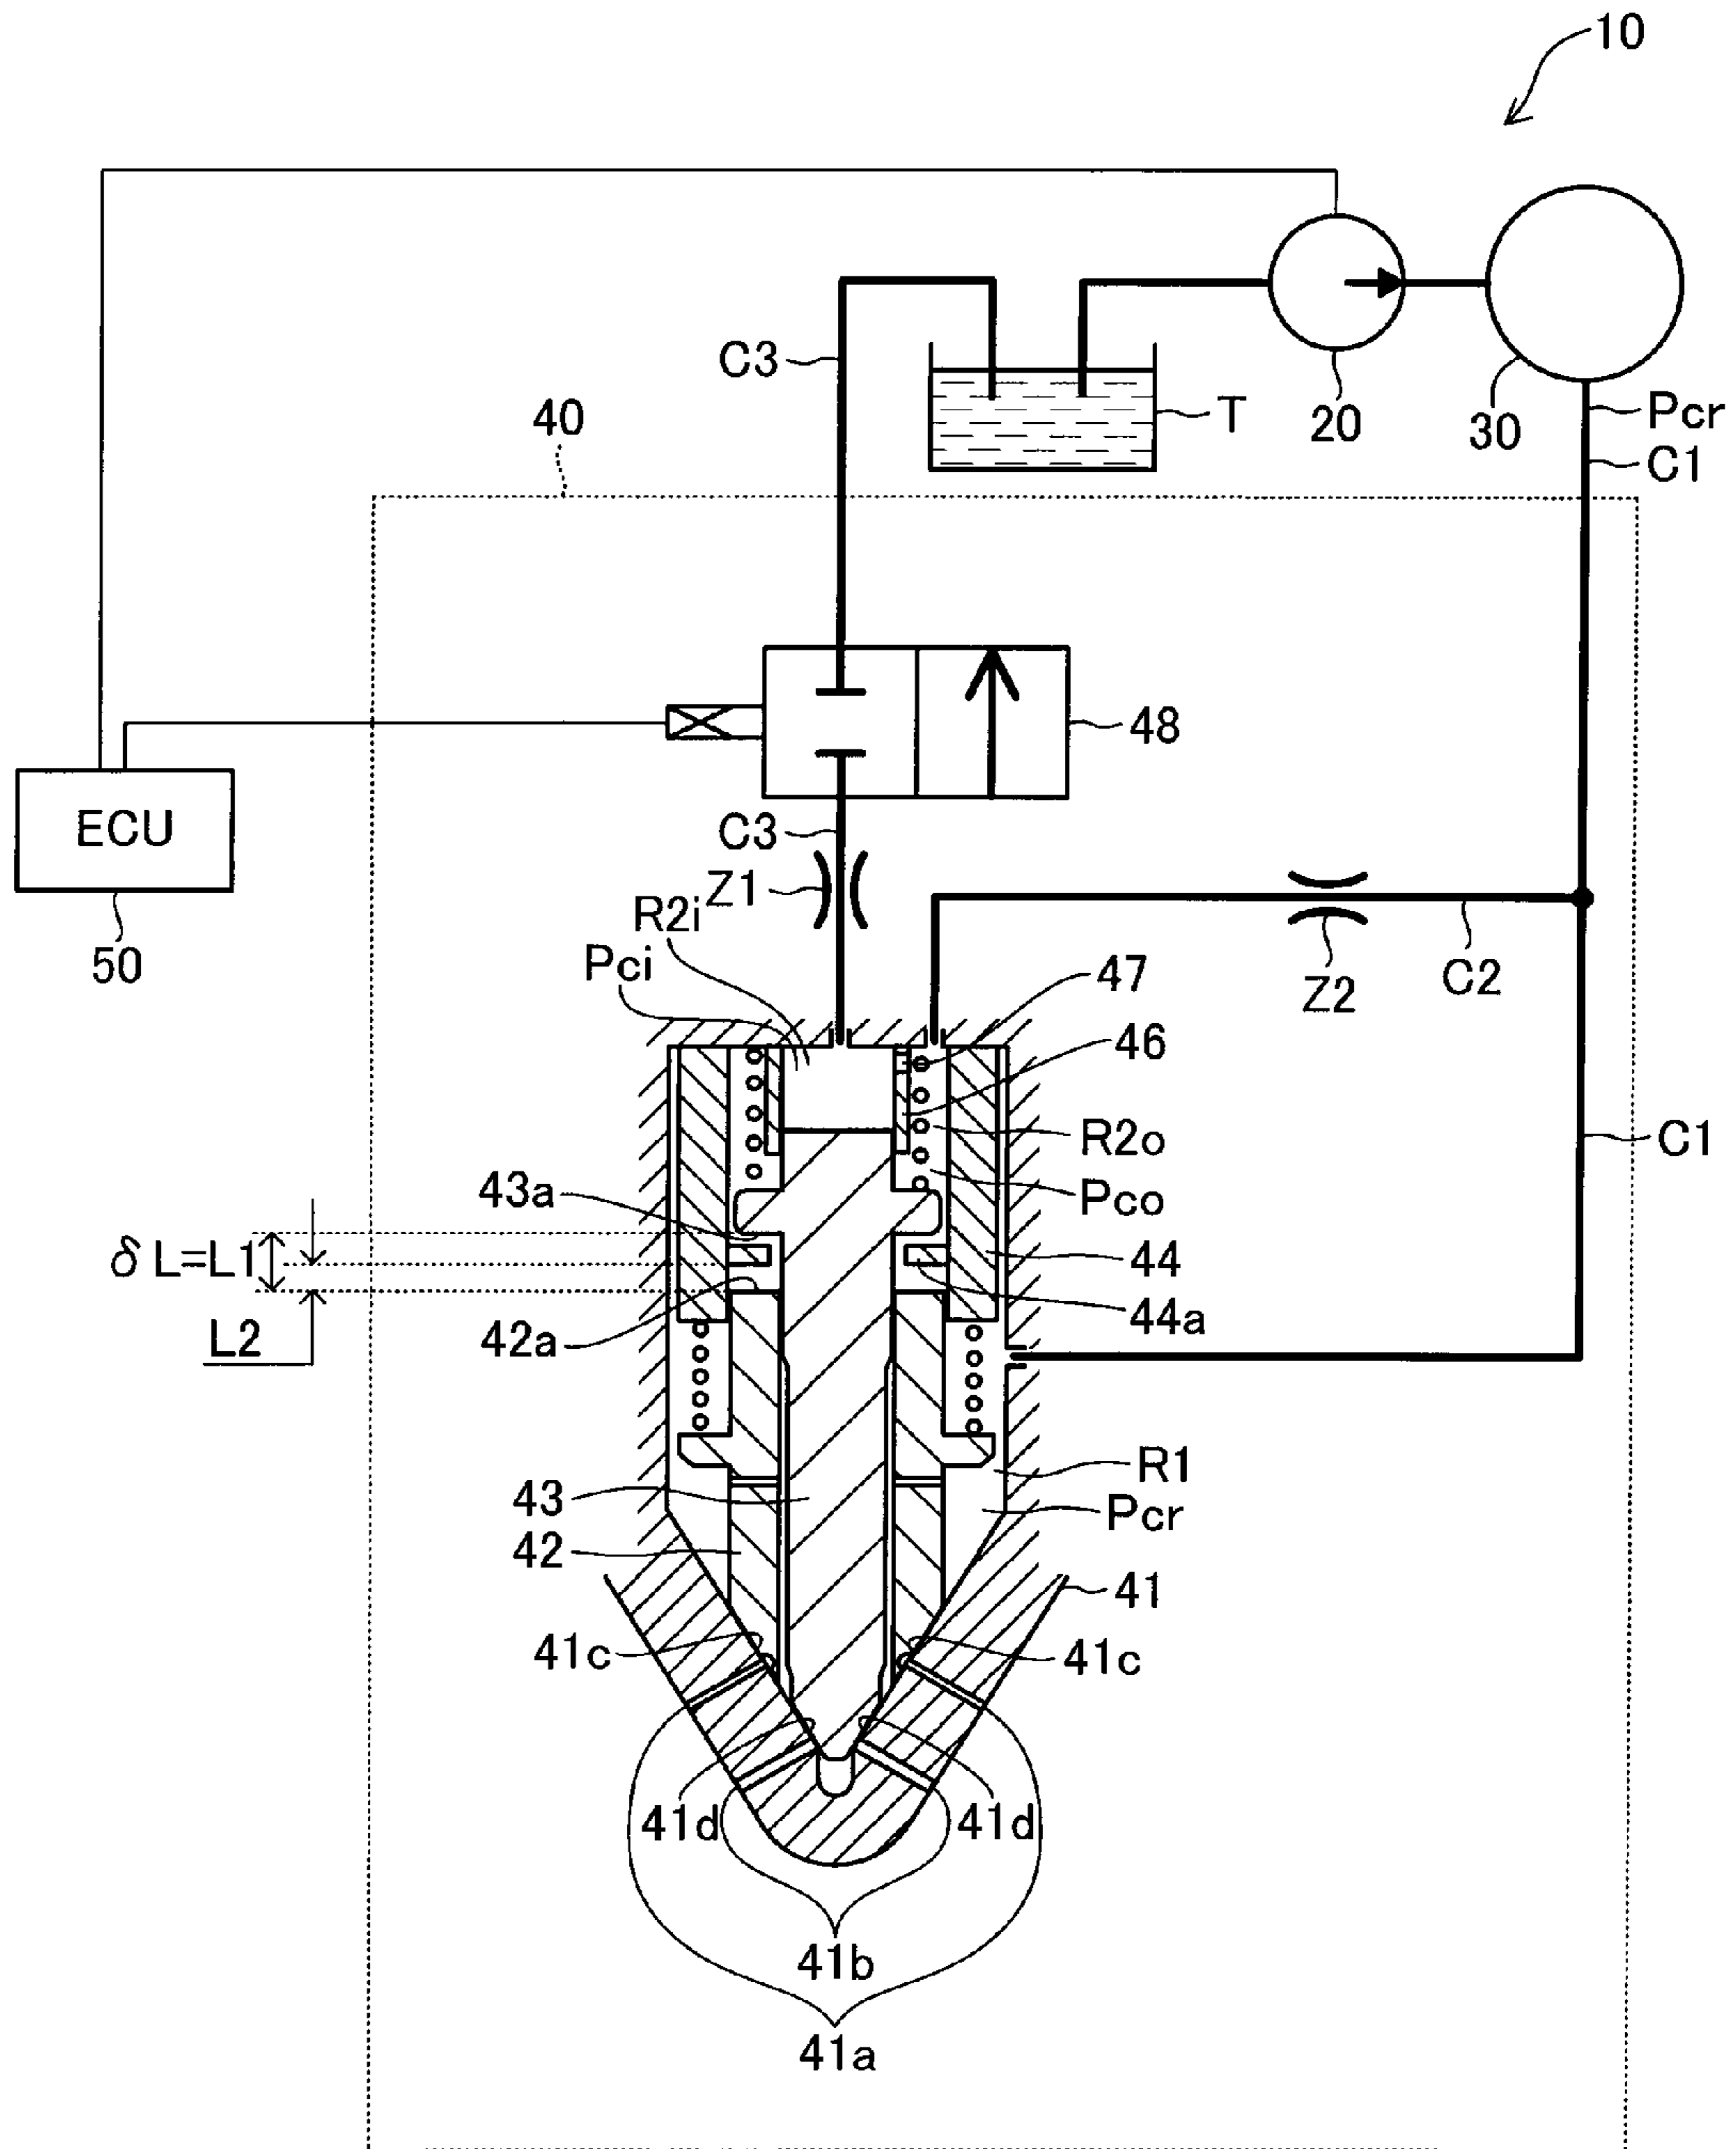 10
C3
T
20
30
Pcr
C1
40
48
ECU
C3
Z1
R2i
50
Pci
47
Z2
C2
46
R2o
C1
43a
Pco
δ L=L1
44
42a
44a
L2
R1
43
Pcr
42
41
41c
41c
41d
41d
41b
41a